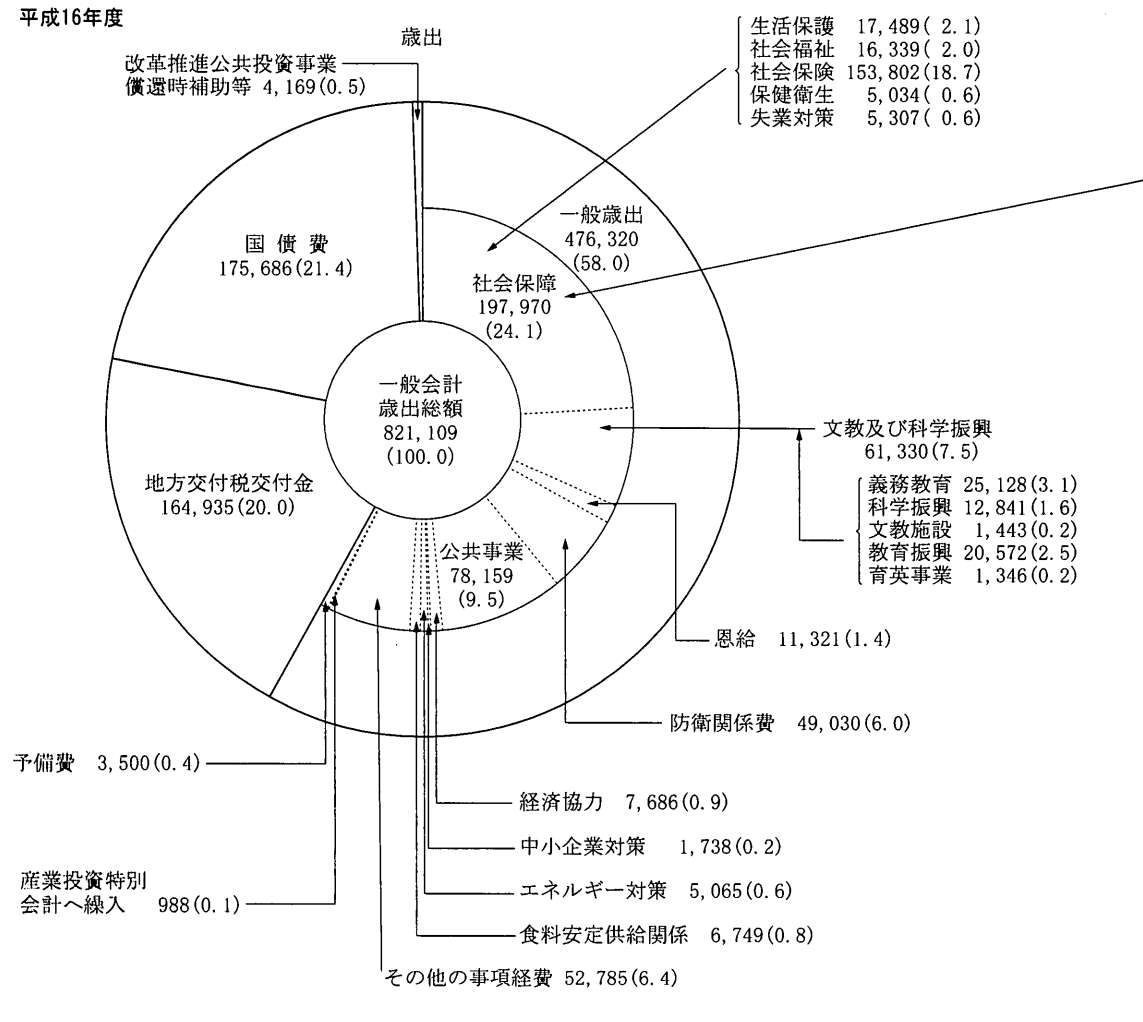 平成16年度
歳出
改革推進公共投資事業
償還時補助等 4,169(0.5)
生活保護 17,489( 2.1)
社会福祉 16,339( 2.0)
社会保険 153,802(18.7)
保健衛生 5,034( 0.6)
失業対策 5,307( 0.6)
一般歳出
476,320
(58.0)
国債費
175,686(21.4)
社会保障
197,970
(24.1)
一般会計
歳出総額
821,109
(100.0)
文教及び科学振興
61,330(7.5)
義務教育 25,128(3.1)
科学振興 12,841(1.6)
文教施設 1,443(0.2)
教育振興 20,572(2.5)
育英事業 1,346(0.2)
地方交付税交付金
164,935(20.0)
公共事業
78,159
(9.5)
恩給 11,321(1.4)
防衛関係費 49,030(6.0)
予備費 3,500(0.4)
経済協力 7,686(0.9)
中小企業対策 1,738(0.2)
産業投資特別
会計へ繰入 988(0.1)
エネルギー対策 5,065(0.6)
食料安定供給関係 6,749(0.8)
その他の事項経費 52,785(6.4)